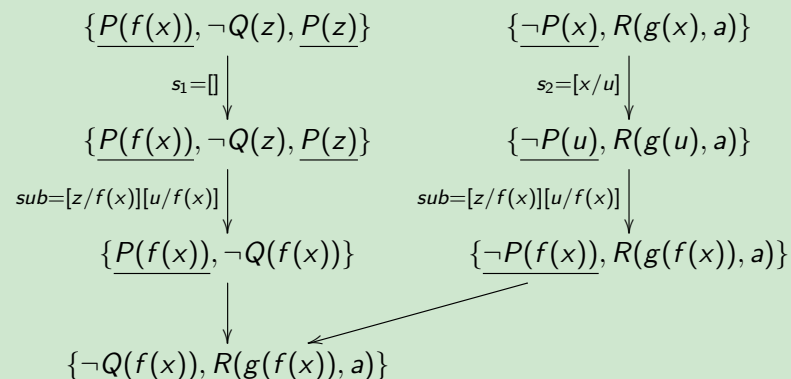 {P(f(x)), ¬Q(z), P(z)} {¬P(x), R(g(x), a)}
s₁=[] s₂=[x/u]
{P(f(x)), ¬Q(z), P(z)} {¬P(u), R(g(u), a)}
sub=[z/f(x)][u/f(x)] sub=[z/f(x)][u/f(x)]
{P(f(x)), ¬Q(f(x))} {¬P(f(x)), R(g(f(x)), a)}
{¬Q(f(x)), R(g(f(x)), a)}